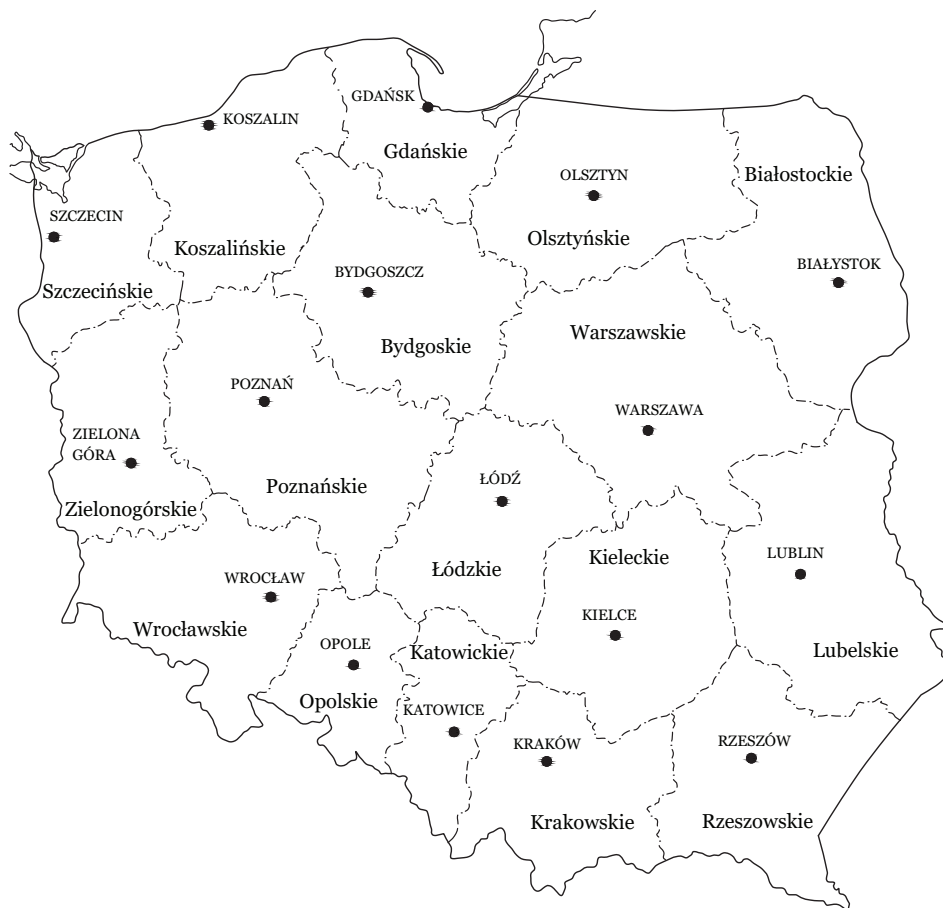 GDAŃSK
KOSZALIN
Gdańskie
OLSZTYN
Białostockie
SZCZECIN
Koszalińskie
Olsztyńskie
BYDGOSZCZ
BIAŁYSTOK
Szczecińskie
Warszawskie
Bydgoskie
POZNAŃ
WARSZAWA
ZIELONA
GÓRA
ŁÓDŹ
Poznańskie
Zielonogórskie
Kieleckie
LUBLIN
Łódzkie
WROCŁAW
KIELCE
Wrocławskie
OPOLE
Katowickie
Lubelskie
Opolskie
KATOWICE
KRAKÓW
RZESZÓW
Krakowskie
Rzeszowskie